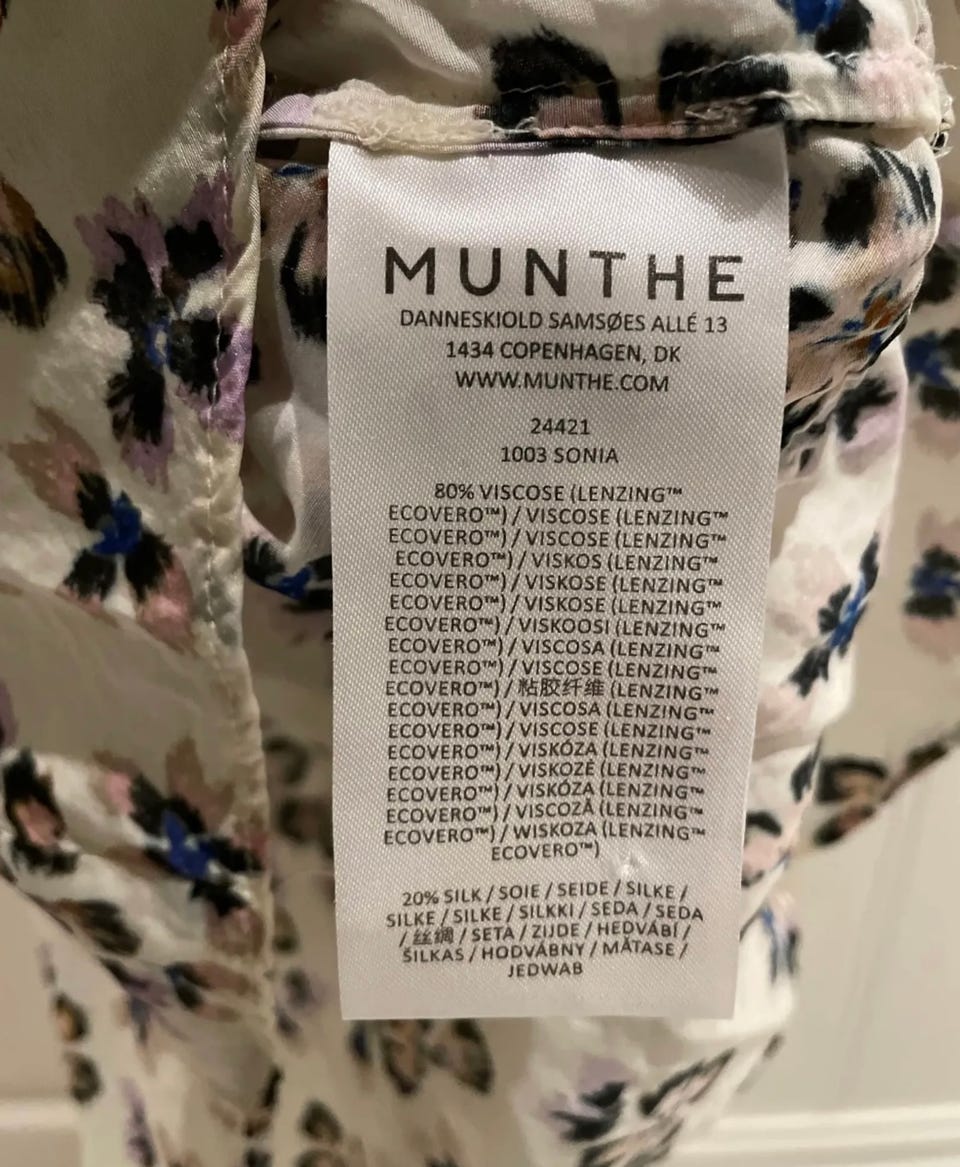 MUNTHE
DANNESKIOLD SAMSØES ALLÉ 13
1434 COPENHAGEN, DK
WWW.MUNTHE.COM
24421
1003 SONIA
80% VISCOSE (LENZING™
ECOVERO™) / VISCOSE (LENZING™
ECOVERO™) / VISCOSE (LENZING™
ECOVERO™) / VISKOS (LENZING™
ECOVERO™) / VISKOSE (LENZING™
ECOVERO™) / VISKOSE (LENZING™
ECOVERO™) / VISKOOSI (LENZING™
ECOVERO™) / VISCOSA (LENZING™
ECOVERO™) / VISCOSE (LENZING™
ECOVERO™) / 粘胶纤维 (LENZING™
ECOVERO™) / VISCOSA (LENZING™
ECOVERO™) / VISCOSE (LENZING™
ECOVERO™) / VISKÓZA (LENZING™
ECOVERO™) / VISKOZĖ (LENZING™
ECOVERO™) / VISKÓZA (LENZING™
ECOVERO™) / VISCOZĂ (LENZING™
ECOVERO™) / WISKOZA (LENZING™
ECOVERO™)
20% SILK / SOIE / SEIDE / SILKE /
SILKE / SILKE / SILKKI / SEDA / SEDA
/ 丝绸 / SETA / ZIJDE / HEDVÁBÍ /
ŠILKAS / HODVÁBNY / MĂTASE /
JEDWAB